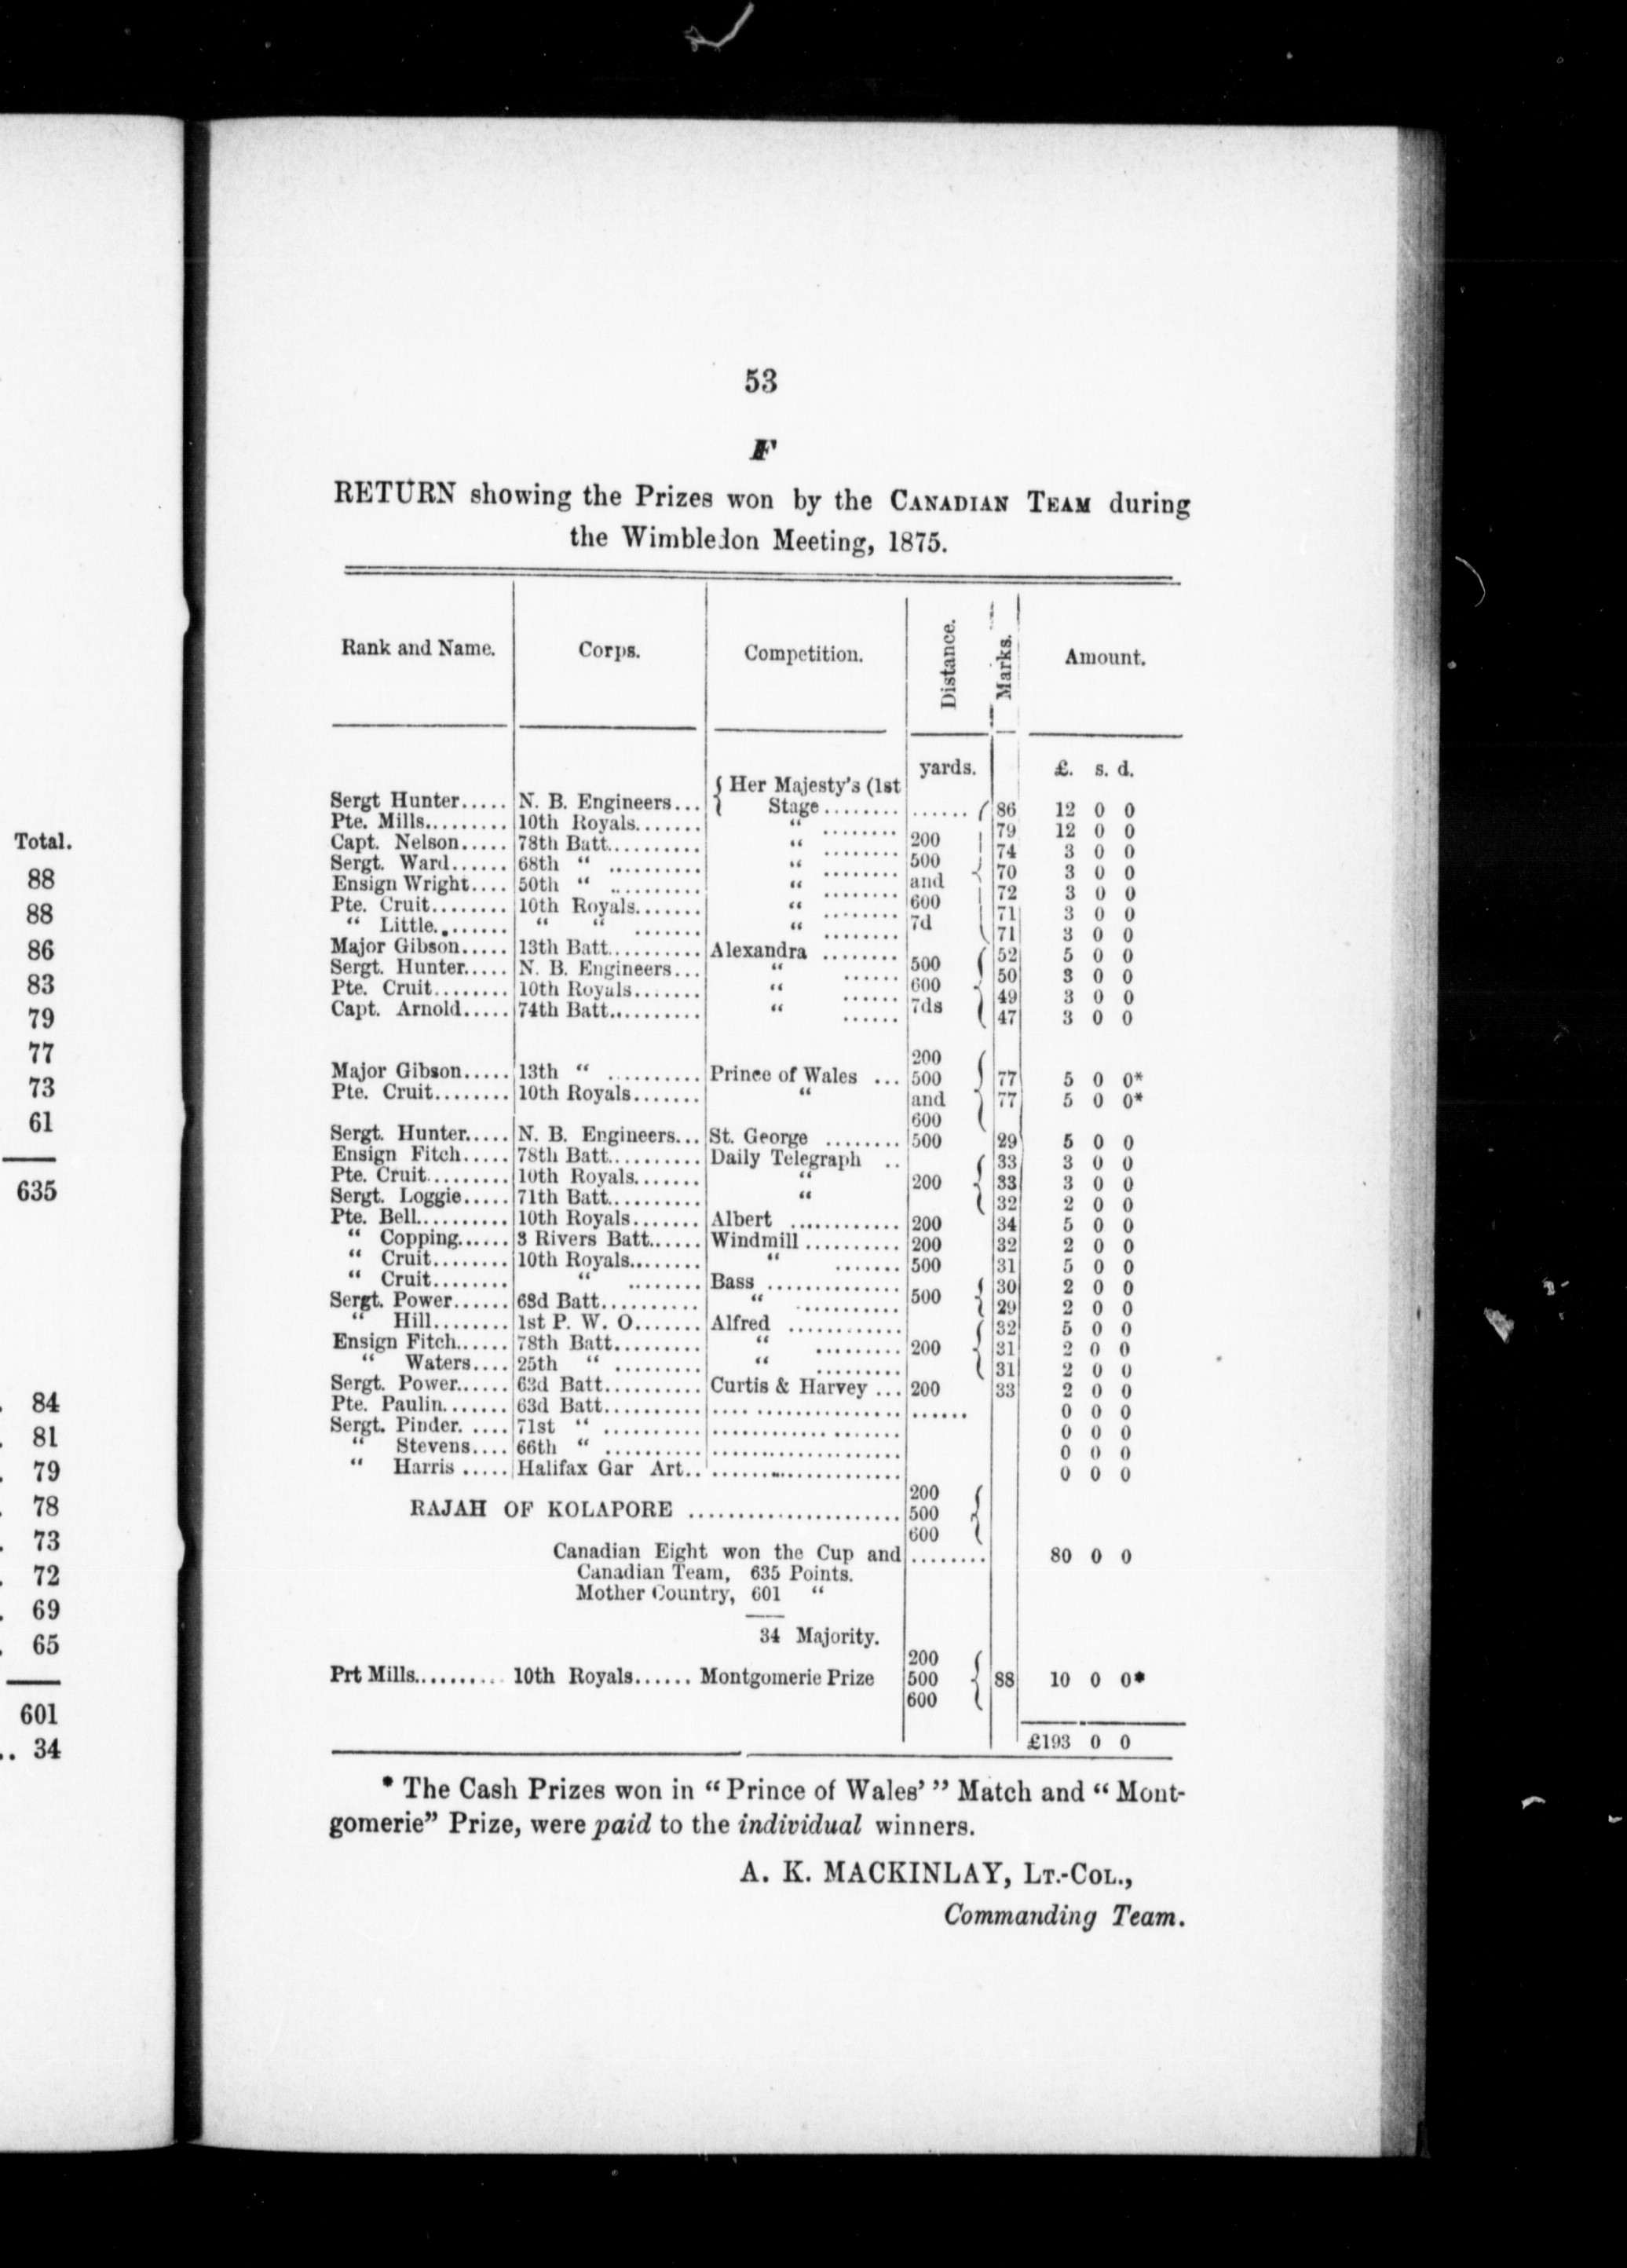 Total.
88
88
86
83
79
77
73
61
635
84
81
79
78
73
72
69
65
601
.. 34
53
F
RETURN showing the Prizes won by the CANADIAN TEAM during
the Wimbledon Meeting, 1875.
Rank and Name. Corps. Competition. Distance. Marks. Amount.
yards. £. s. d.
{ Her Majesty's (1st
Sergt Hunter..... N. B. Engineers... Stage........ ...... 86 12 0 0
Pte. Mills......... 10th Royals....... " ........ 79 12 0 0
Capt. Nelson..... 78th Batt.......... " ........ 200 74 3 0 0
Sergt. Ward...... 68th " .......... " ........ 500 70 3 0 0
Ensign Wright.... 50th " .......... " ........ and 72 3 0 0
Pte. Cruit........ 10th Royals....... " ........ 600 71 3 0 0
" Little........ " " ....... " ........ 7d 71 3 0 0
Major Gibson..... 13th Batt.......... Alexandra ........ 52 5 0 0
Sergt. Hunter..... N. B. Engineers... " ...... 500 50 3 0 0
Pte. Cruit........ 10th Royals....... " ...... 600 49 3 0 0
Capt. Arnold..... 74th Batt.......... " ...... 7ds 47 3 0 0
200
Major Gibson..... 13th " .......... Prince of Wales ... 500 77 5 0 0*
Pte. Cruit........ 10th Royals....... " and 77 5 0 0*
600
Sergt. Hunter..... N. B. Engineers... St. George ........ 500 29 5 0 0
Ensign Fitch..... 78th Batt.......... Daily Telegraph .. 33 3 0 0
Pte. Cruit......... 10th Royals....... " 200 33 3 0 0
Sergt. Loggie..... 71th Batt.......... " 32 2 0 0
Pte. Bell.......... 10th Royals....... Albert ............ 200 34 5 0 0
" Copping...... 3 Rivers Batt...... Windmill .......... 200 32 2 0 0
" Cruit........ 10th Royals........ " ....... 500 31 5 0 0
" Cruit........ " ........ Bass ............... 30 2 0 0
Sergt. Power...... 63d Batt.......... " ........... 500 29 2 0 0
" Hill........ 1st P. W. O....... Alfred ............ 32 5 0 0
Ensign Fitch...... 78th Batt......... " ......... 200 31 2 0 0
" Waters.... 25th " ......... " ......... 31 2 0 0
Sergt. Power...... 63d Batt.......... Curtis & Harvey ... 200 33 2 0 0
Pte. Paulin....... 63d Batt.......... .................... ...... 0 0 0
Sergt. Pinder. .... 71st " .......... .................... 0 0 0
" Stevens.... 66th " .......... .................... 0 0 0
" Harris ..... Halifax Gar Art.. .................... 0 0 0
200
RAJAH OF KOLAPORE ...................... 500
600
Canadian Eight won the Cup and ........ 80 0 0
Canadian Team, 635 Points.
Mother Country, 601 "
34 Majority.
200
Prt Mills.......... 10th Royals...... Montgomerie Prize 500 88 10 0 0*
600
£193 0 0
* The Cash Prizes won in "Prince of Wales'" Match and "Mont-
gomerie" Prize, were paid to the individual winners.
A. K. MACKINLAY, LT.-COL.,
Commanding Team.